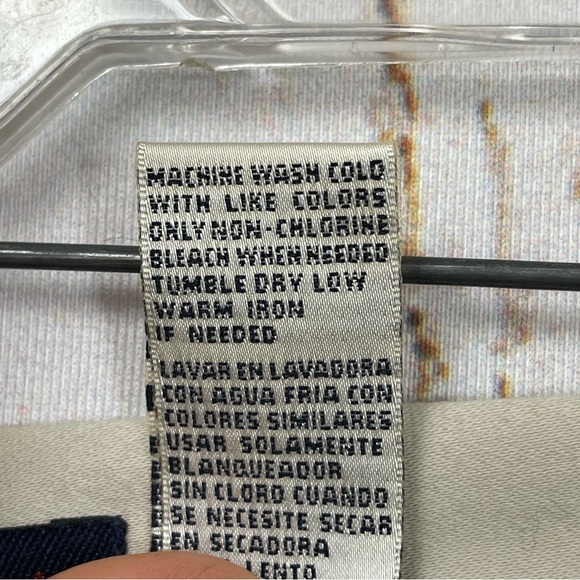 MACHINE WASH COLD
WITH LIKE COLORS
ONLY NON-CHLORINE
BLEACH WHEN NEEDED
TUMBLE DRY LOW
WARM IRON
IF NEEDED
LAVAR EN LAVADORA
CON AGUA FRIA CON
COLORES SIMILARES
USAR SOLAMENTE
BLANQUEADOR
SIN CLORO CUANDO
SE NECESITE SECAR
EN SECADORA
LENTO